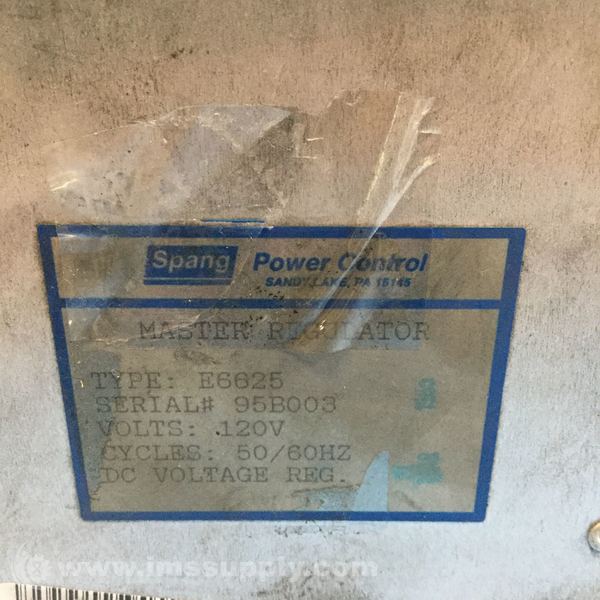 Spang Power Control
SANDY LAKE, PA 16145
MASTER REGULATOR
TYPE: E6625
SERIAL# 95B003
VOLTS: 120V
CYCLES: 50/60HZ
DC VOLTAGE REG.
www.imssupply.com